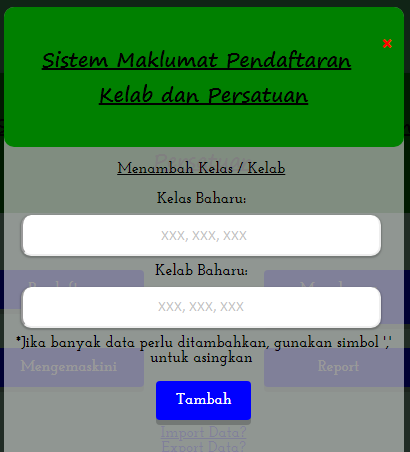 x
Sistem Maklumat Pendaftaran
Kelab dan Persatuan
Persatuan
Menambah Kelas / Kelab
Kelas Baharu:
xxx, xxx, xxx
Kelab Baharu:
xxx, xxx, xxx
*Jika banyak data perlu ditambahkan, gunakan simbol ','
untuk asingkan
Mengemaskini
Report
Tambah
Import Data?
Export Data?